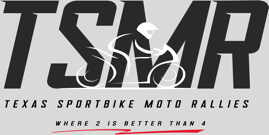 TSMR
TEXAS SPORTBIKE MOTO RALLIES
WHERE 2 IS BETTER THAN 4